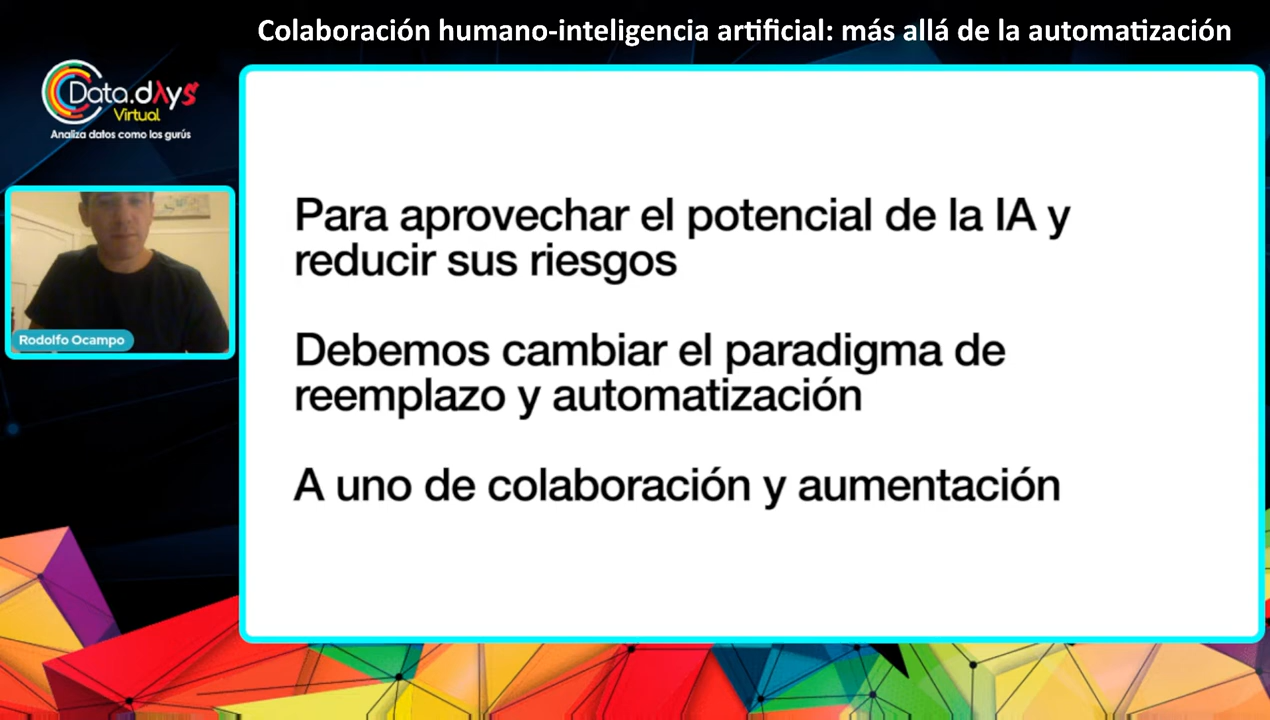 Colaboración humano-inteligencia artificial: más allá de la automatización
Data.dλys
Virtual
Analiza datos como los gurús
Rodolfo Ocampo
Para aprovechar el potencial de la IA y
reducir sus riesgos
Debemos cambiar el paradigma de
reemplazo y automatización
A uno de colaboración y aumentación